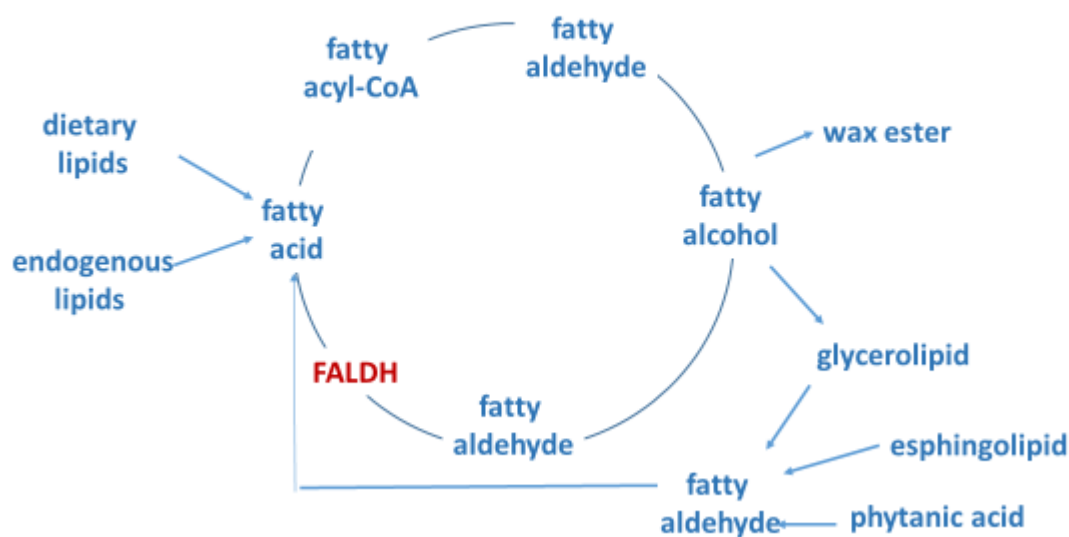 fatty
acyl-CoA
fatty
aldehyde
dietary
lipids
wax ester
fatty
acid
fatty
alcohol
endogenous
lipids
glycerolipid
FALDH
fatty
aldehyde
esphingolipid
fatty
aldehyde
phytanic acid